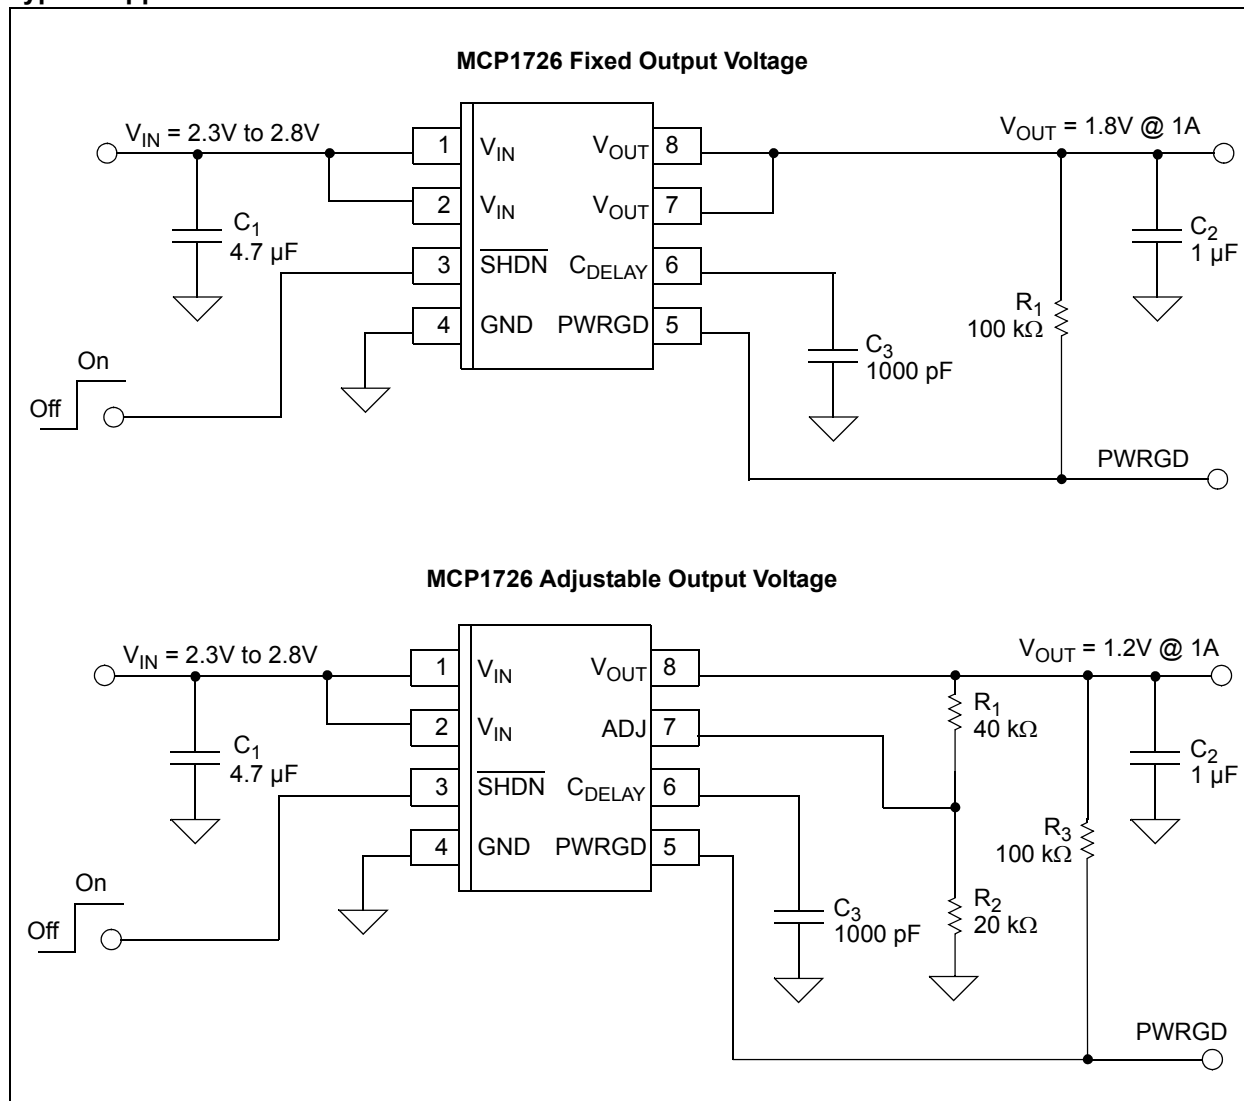 MCP1726 Fixed Output Voltage
VIN = 2.3V to 2.8V
VOUT = 1.8V @ 1A
1 VIN VOUT 8
2 VIN VOUT 7
3 SHDN CDELAY 6
4 GND PWRGD 5
C1
4.7 µF
C2
1 µF
R1
100 kΩ
C3
1000 pF
On
Off
PWRGD
MCP1726 Adjustable Output Voltage
VIN = 2.3V to 2.8V
VOUT = 1.2V @ 1A
1 VIN VOUT 8
2 VIN ADJ 7
3 SHDN CDELAY 6
4 GND PWRGD 5
C1
4.7 µF
R1
40 kΩ
C2
1 µF
R3
100 kΩ
On
Off
C3
1000 pF
R2
20 kΩ
PWRGD